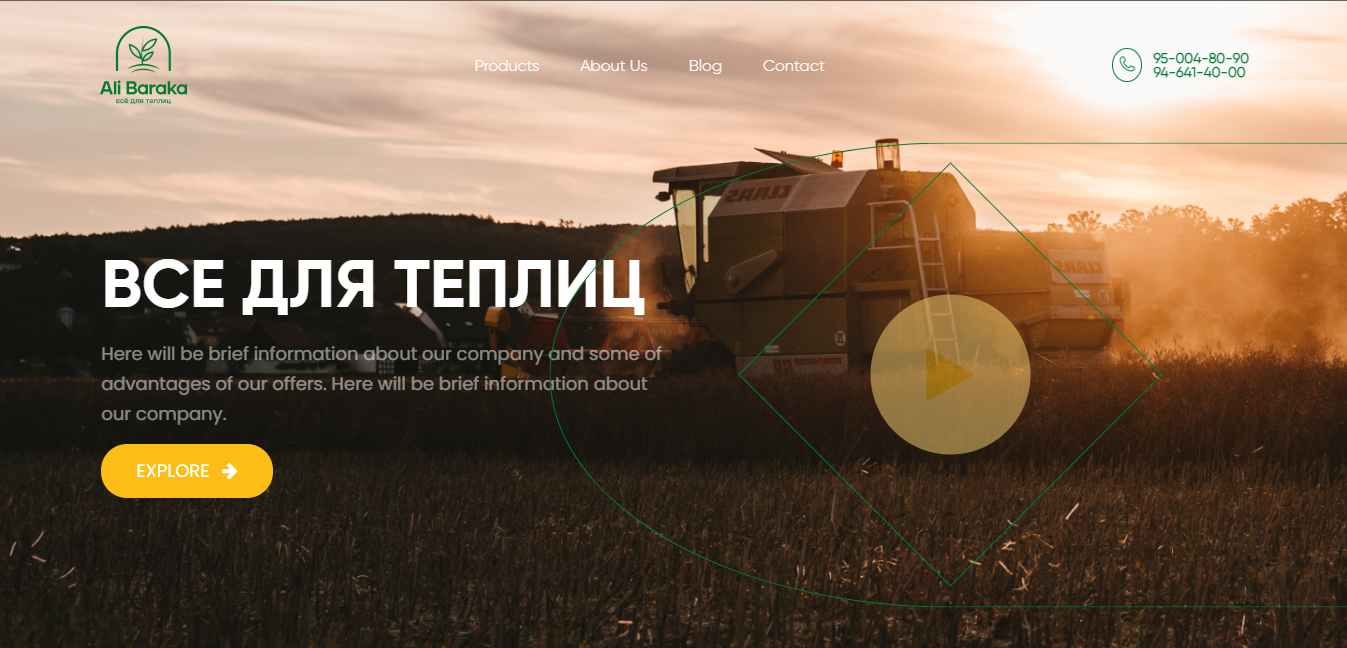 Ali Baraka
всё для теплиц
Products
About Us
Blog
Contact
95-004-80-90
94-641-40-00
CLAAS
CLAAS
ВСЕ ДЛЯ ТЕПЛИЦ
Here will be brief information about our company and some of
advantages of our offers. Here will be brief information about
our company.
EXPLORE